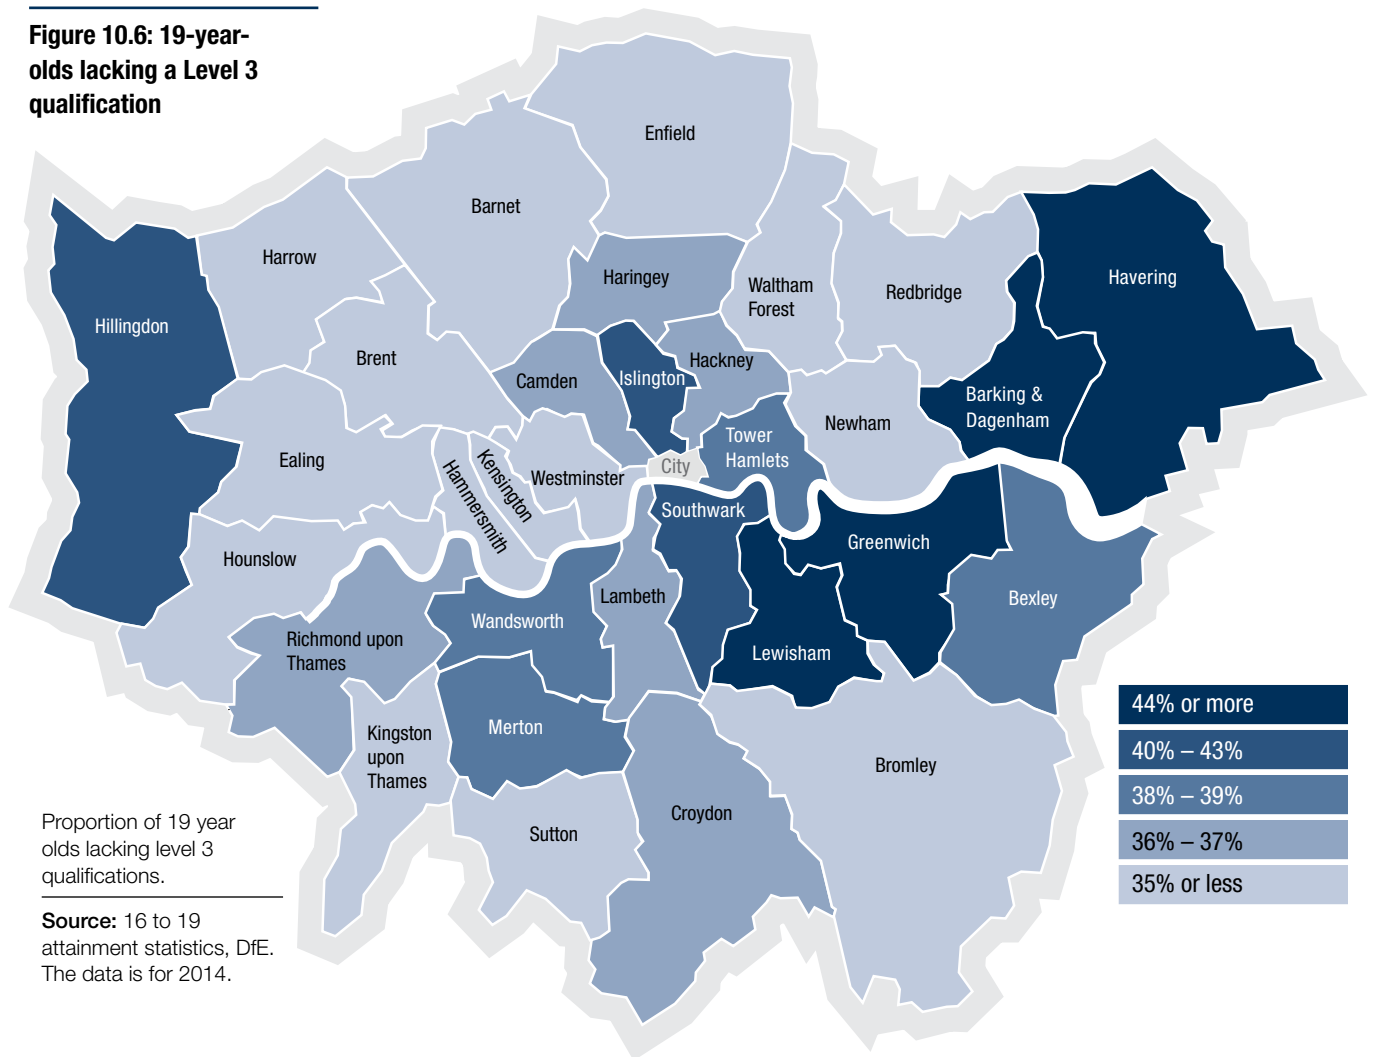 Figure 10.6: 19-year-
olds lacking a Level 3
qualification
Enfield
Barnet
Harrow
Haringey
Waltham
Forest
Redbridge
Havering
Hillingdon
Brent
Camden
Islington
Hackney
Barking &
Dagenham
Newham
Tower
Hamlets
Ealing
Hammersmith
Kensington
Westminster
City
Southwark
Greenwich
Hounslow
Lambeth
Bexley
Wandsworth
Richmond upon
Thames
Lewisham
Merton
Kingston
upon
Thames
Bromley
Croydon
Sutton
44% or more
40% – 43%
38% – 39%
36% – 37%
35% or less
Proportion of 19 year
olds lacking level 3
qualifications.
Source: 16 to 19
attainment statistics, DfE.
The data is for 2014.